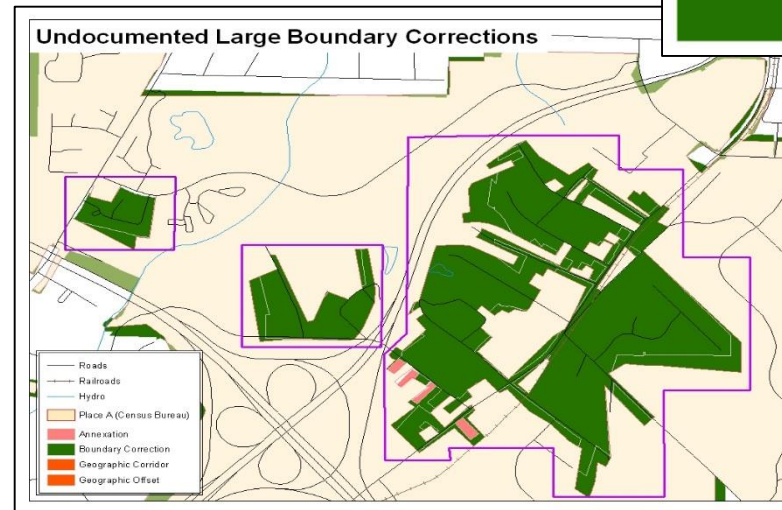 Undocumented Large Boundary Corrections
Roads
Railroads
Hydro
Place A (Census Bureau)
Annexation
Boundary Correction
Geographic Corridor
Geographic Offset